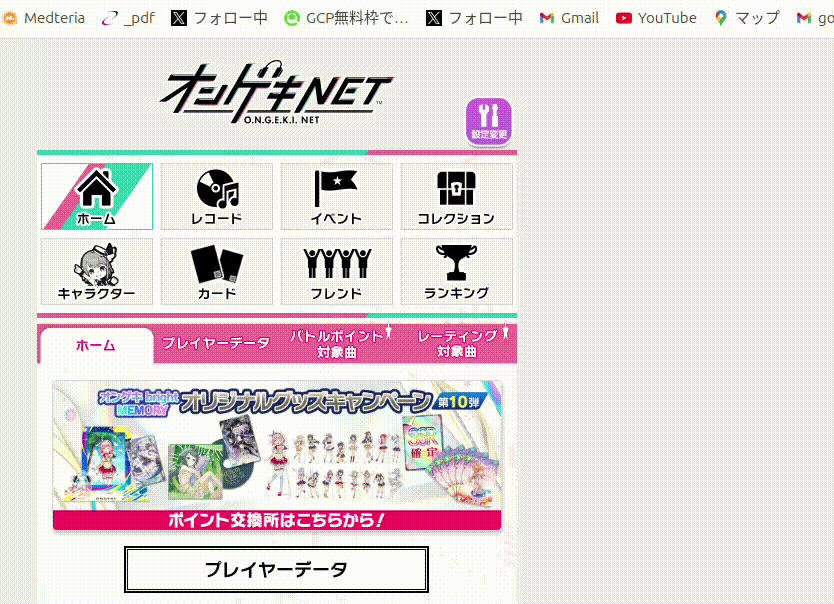 Medteria _pdf フォロー中 GCP無料枠で… フォロー中 Gmail YouTube マップ go
オンゲキNET™
O.N.G.E.K.I. NET
設定変更
ホーム レコード イベント コレクション
キャラクター カード フレンド ランキング
ホーム プレイヤーデータ バトルポイント対象曲 レーティング対象曲
オンゲキ bright MEMORY オリジナルグッズキャンペーン 第10弾
SSR
確定
ポイント交換所はこちらから!
プレイヤーデータ